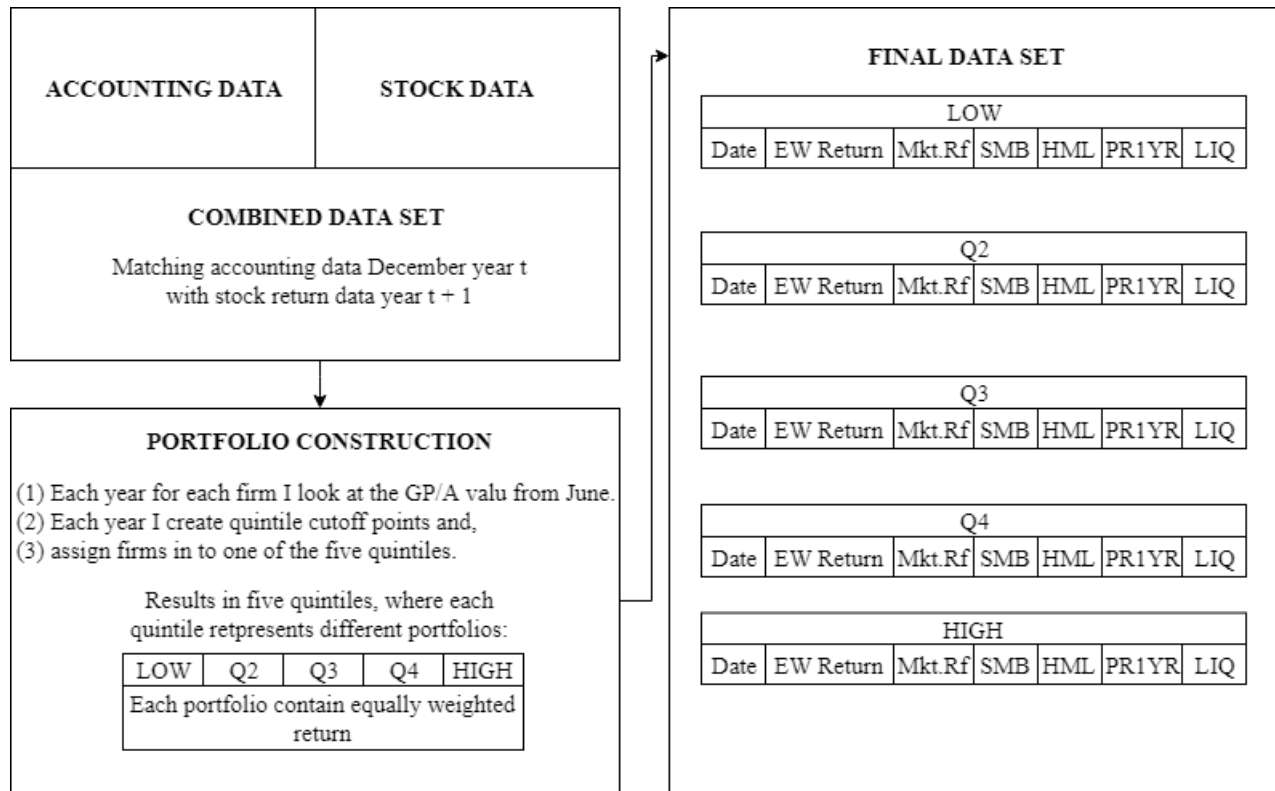 ACCOUNTING DATA
STOCK DATA
COMBINED DATA SET
Matching accounting data December year t
with stock return data year t + 1
PORTFOLIO CONSTRUCTION
(1) Each year for each firm I look at the GP/A valu from June.
(2) Each year I create quintile cutoff points and,
(3) assign firms in to one of the five quintiles.
Results in five quintiles, where each
quintile retpresents different portfolios:
LOW Q2 Q3 Q4 HIGH
Each portfolio contain equally weighted
return
FINAL DATA SET
LOW
Date EW Return Mkt.Rf SMB HML PR1YR LIQ
Q2
Date EW Return Mkt.Rf SMB HML PR1YR LIQ
Q3
Date EW Return Mkt.Rf SMB HML PR1YR LIQ
Q4
Date EW Return Mkt.Rf SMB HML PR1YR LIQ
HIGH
Date EW Return Mkt.Rf SMB HML PR1YR LIQ